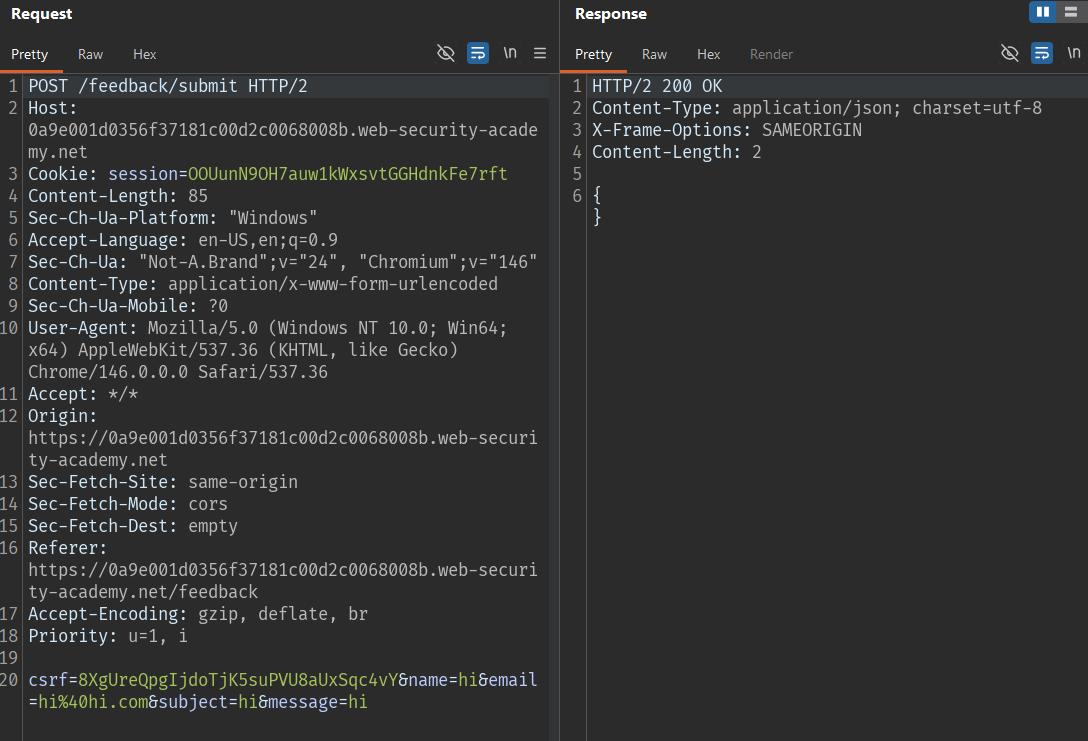 Request
Pretty Raw Hex \n
1 POST /feedback/submit HTTP/2
2 Host:
0a9e001d0356f37181c00d2c0068008b.web-security-acade
my.net
3 Cookie: session=OOUunN9OH7auw1kWxsvtGGHdnkFe7rft
4 Content-Length: 85
5 Sec-Ch-Ua-Platform: "Windows"
6 Accept-Language: en-US,en;q=0.9
7 Sec-Ch-Ua: "Not-A.Brand";v="24", "Chromium";v="146"
8 Content-Type: application/x-www-form-urlencoded
9 Sec-Ch-Ua-Mobile: ?0
10 User-Agent: Mozilla/5.0 (Windows NT 10.0; Win64;
x64) AppleWebKit/537.36 (KHTML, like Gecko)
Chrome/146.0.0.0 Safari/537.36
11 Accept: */*
12 Origin:
https://0a9e001d0356f37181c00d2c0068008b.web-securi
ty-academy.net
13 Sec-Fetch-Site: same-origin
14 Sec-Fetch-Mode: cors
15 Sec-Fetch-Dest: empty
16 Referer:
https://0a9e001d0356f37181c00d2c0068008b.web-securi
ty-academy.net/feedback
17 Accept-Encoding: gzip, deflate, br
18 Priority: u=1, i
19
20 csrf=8XgUreQpgIjdoTjK5suPVU8aUxSqc4vY&name=hi&email
=hi%40hi.com&subject=hi&message=hi
Response
Pretty Raw Hex Render \n
1 HTTP/2 200 OK
2 Content-Type: application/json; charset=utf-8
3 X-Frame-Options: SAMEORIGIN
4 Content-Length: 2
5
6 {
}